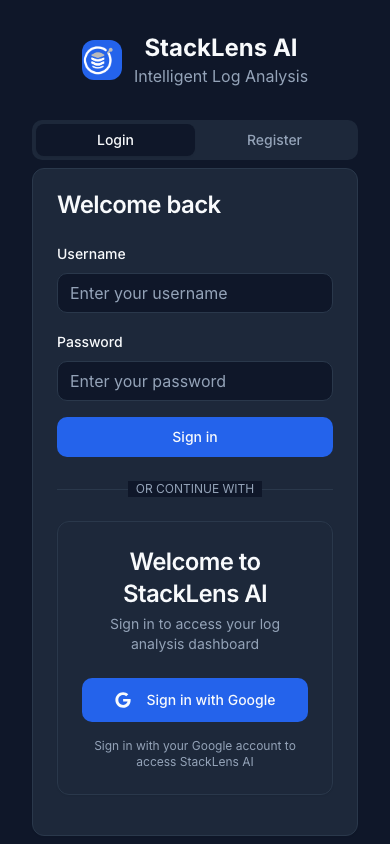 StackLens AI
Intelligent Log Analysis
Login
Register
Welcome back
Username
Enter your username
Password
Enter your password
Sign in
OR CONTINUE WITH
Welcome to
StackLens AI
Sign in to access your log
analysis dashboard
Sign in with Google
Sign in with your Google account to
access StackLens AI